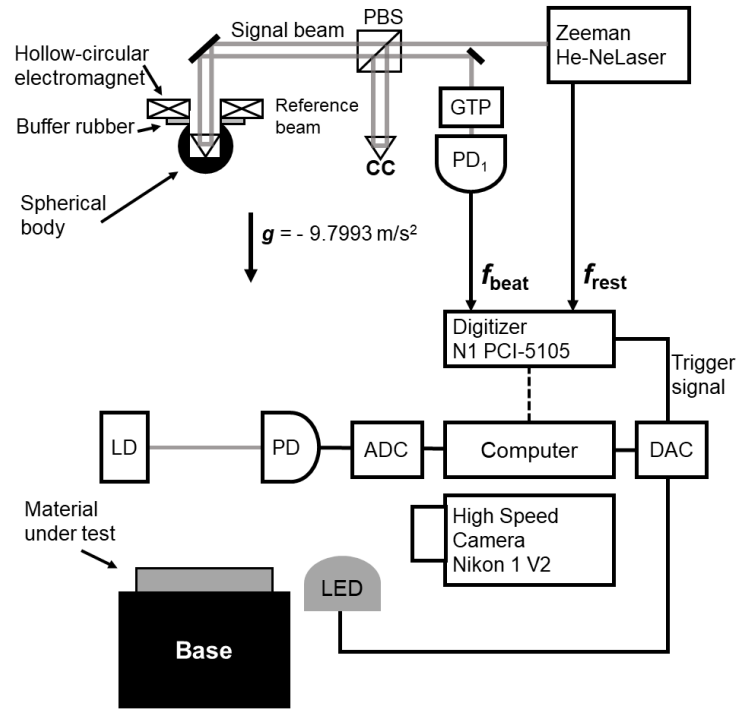 PBS
Signal beam
Zeeman
He-NeLaser
Hollow-circular
electromagnet
GTP
Reference
beam
Buffer rubber
CC
PD1
Spherical
body
g = - 9.7993 m/s²
fbeat
frest
Digitizer
N1 PCI-5105
Trigger
signal
LD
PD
ADC
Computer
DAC
Material
under test
High Speed
Camera
Nikon 1 V2
LED
Base